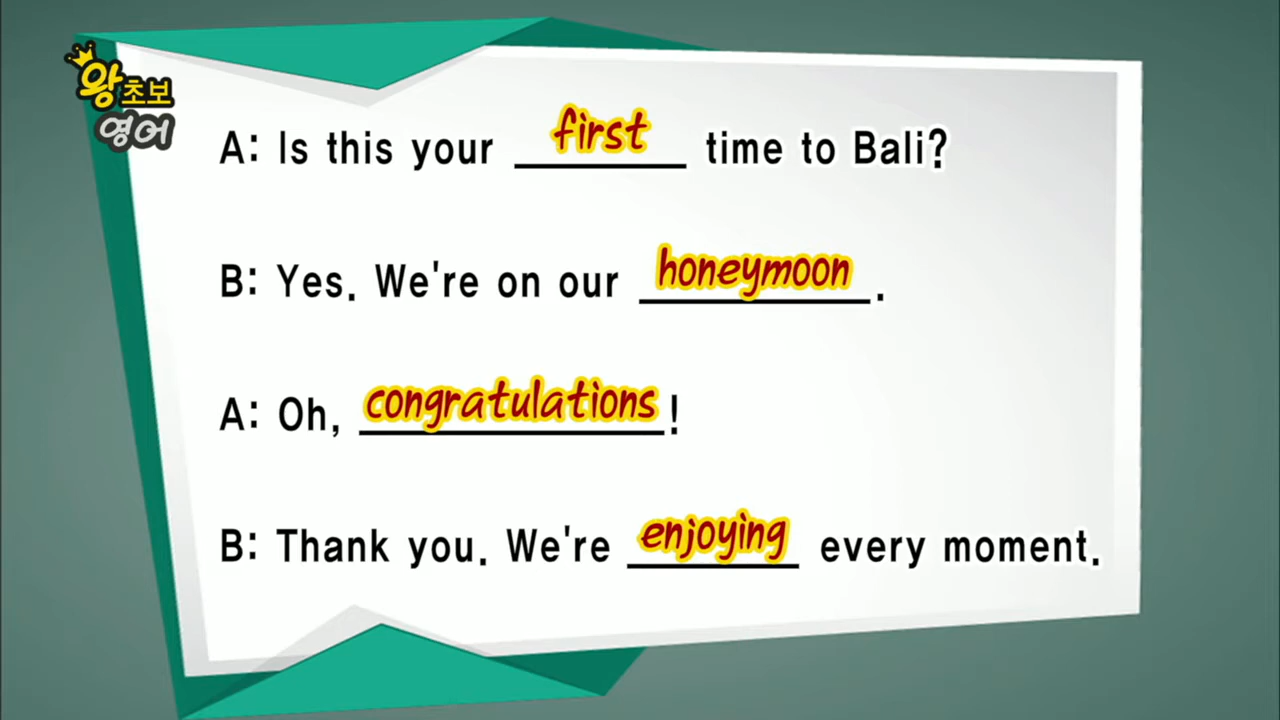 왕초보
영어
A: Is this your first time to Bali?
B: Yes. We're on our honeymoon.
A: Oh, congratulations!
B: Thank you. We're enjoying every moment.